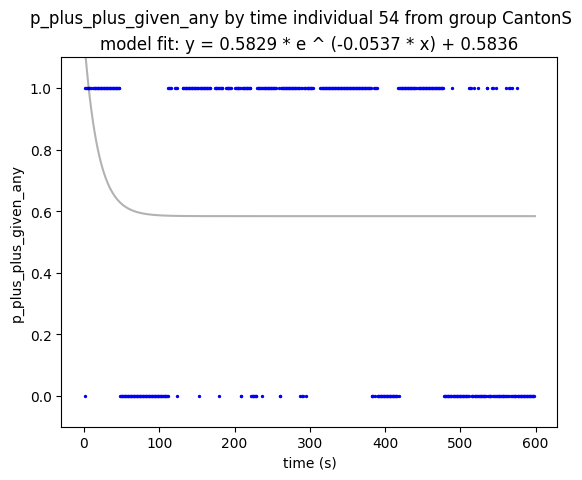 p_plus_plus_given_any by time individual 54 from group CantonS
model fit: y = 0.5829 * e ^ (-0.0537 * x) + 0.5836
1.0
0.8
0.6
0.4
0.2
0.0
p_plus_plus_given_any
0 100 200 300 400 500 600
time (s)